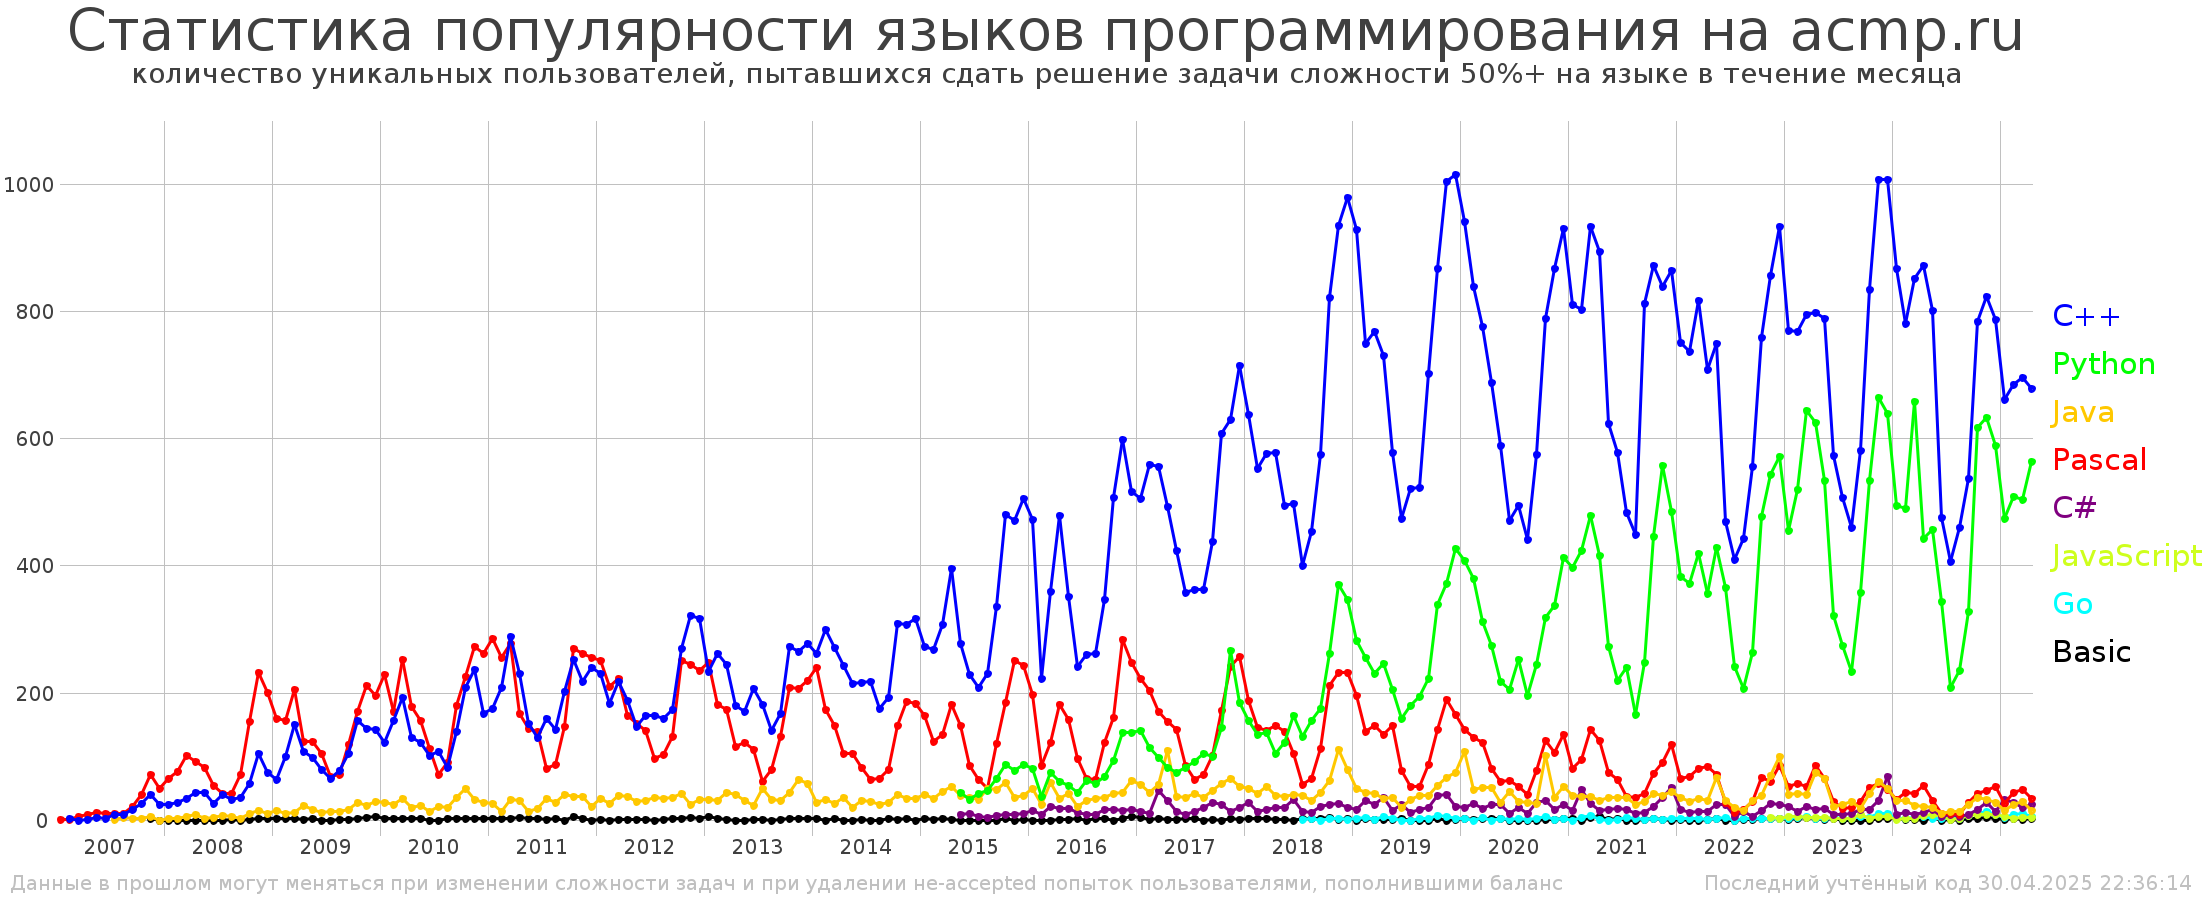 Статистика популярности языков программирования на acmp.ru
количество уникальных пользователей, пытавшихся сдать решение задачи сложности 50%+ на языке в течение месяца
1000
800
600
400
200
0
C++
Python
Java
Pascal
C#
JavaScript
Go
Basic
2007 2008 2009 2010 2011 2012 2013 2014 2015 2016 2017 2018 2019 2020 2021 2022 2023 2024
Данные в прошлом могут меняться при изменении сложности задач и при удалении не-accepted попыток пользователями, пополнившими баланс
Последний учтённый код 30.04.2025 22:36:14